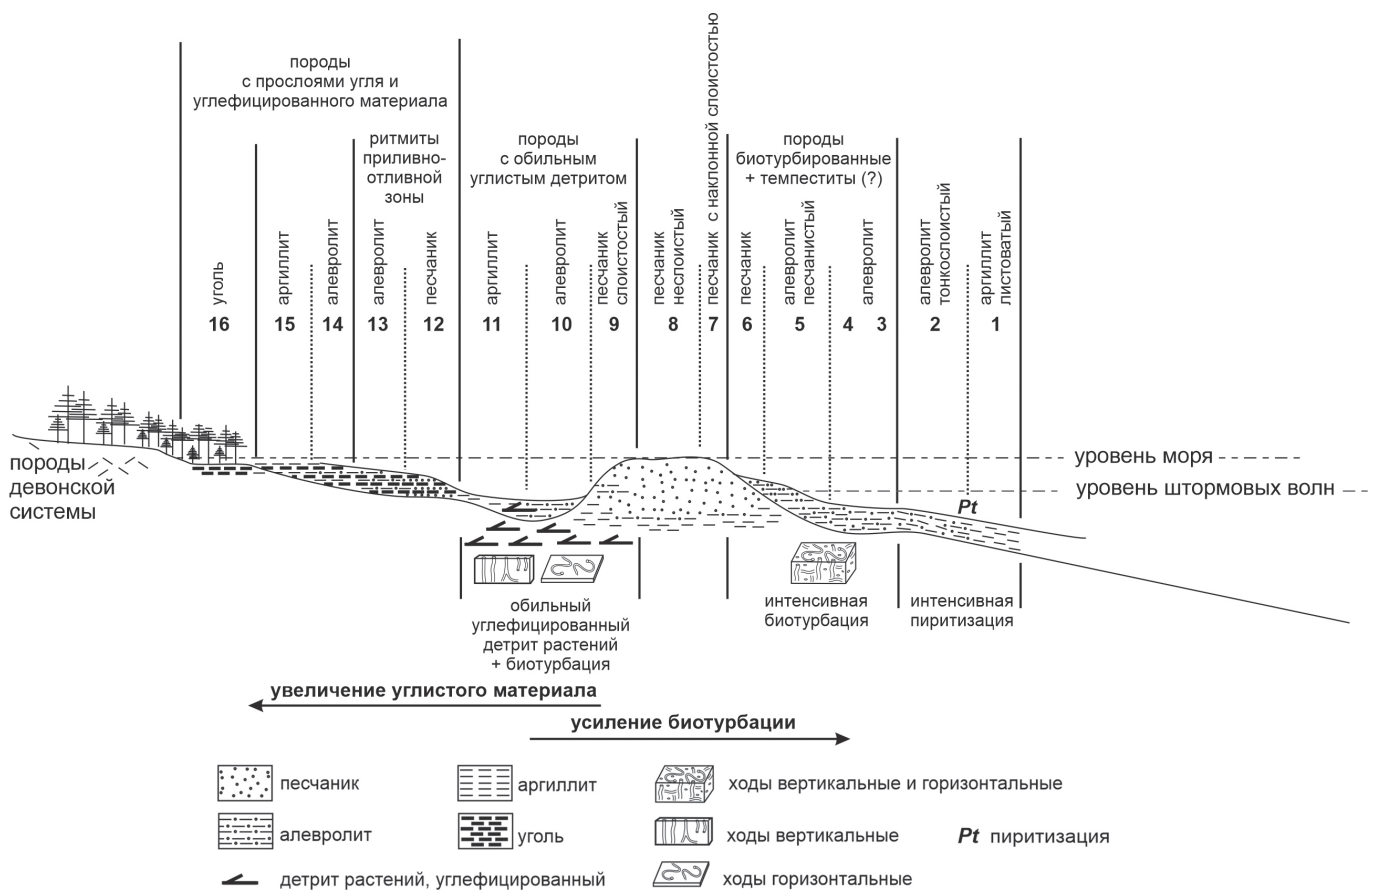 породы
с прослоями угля и
углефицированного материала
ритмиты
приливно-
отливной
зоны
породы
с обильным
углистым детритом
песчаник с наклонной слоистостью
породы
биотурбированные
+ темпеститы (?)
уголь
аргиллит
алевролит
алевролит
песчаник
аргиллит
алевролит
песчаник
слоистостый
песчаник
неслоистый
песчаник
алевролит
песчанистый
алевролит
алевролит
тонкослоистый
аргиллит
листоватый
16 15 14 13 12 11 10 9 8 7 6 5 4 3 2 1
породы
девонской
системы
уровень моря
уровень штормовых волн
Pt
обильный
углефицированный
детрит растений
+ биотурбация
интенсивная
биотурбация
интенсивная
пиритизация
увеличение углистого материала
усиление биотурбации
песчаник
аргиллит
ходы вертикальные и горизонтальные
алевролит
уголь
ходы вертикальные
Pt пиритизация
детрит растений, углефицированный
ходы горизонтальные